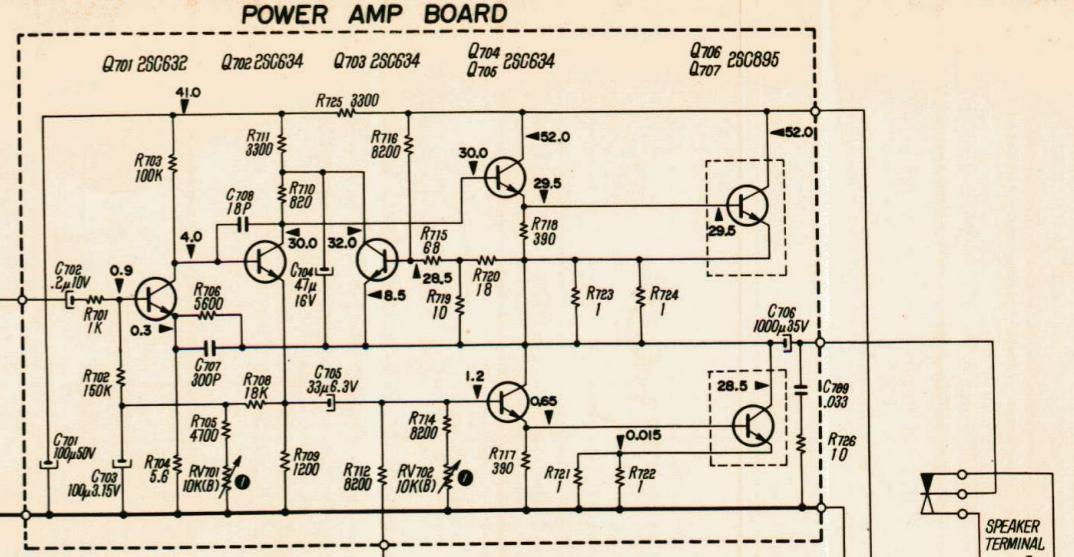 POWER AMP BOARD
Q701 2SC632
Q702 2SC634
Q703 2SC634
Q704
Q705 2SC634
Q706
Q707 2SC895
41.0
R725 3300
R711
3300
R716
8200
52.0
52.0
R703
100K
R710
820
C708
18P
30.0
29.5
R718
390
29.5
4.0
30.0
32.0
R715
68
28.5
R720
18
C702
.2μ10V
0.9
R706
5600
C704
47μ
16V
8.5
R719
10
R723
1
R724
1
C706
1000μ35V
R701
1K
0.3
C707
300P
R702
150K
R708
18K
C705
33μ6.3V
1.2
28.5
C789
.033
0.65
R705
4700
R714
8200
0.015
C701
100μ50V
C703
100μ3.15V
R704
5.6
RV701
10K(B)
R709
1200
R712
8200
RV702
10K(B)
R717
390
R721
1
R722
1
R726
10
SPEAKER
TERMINAL